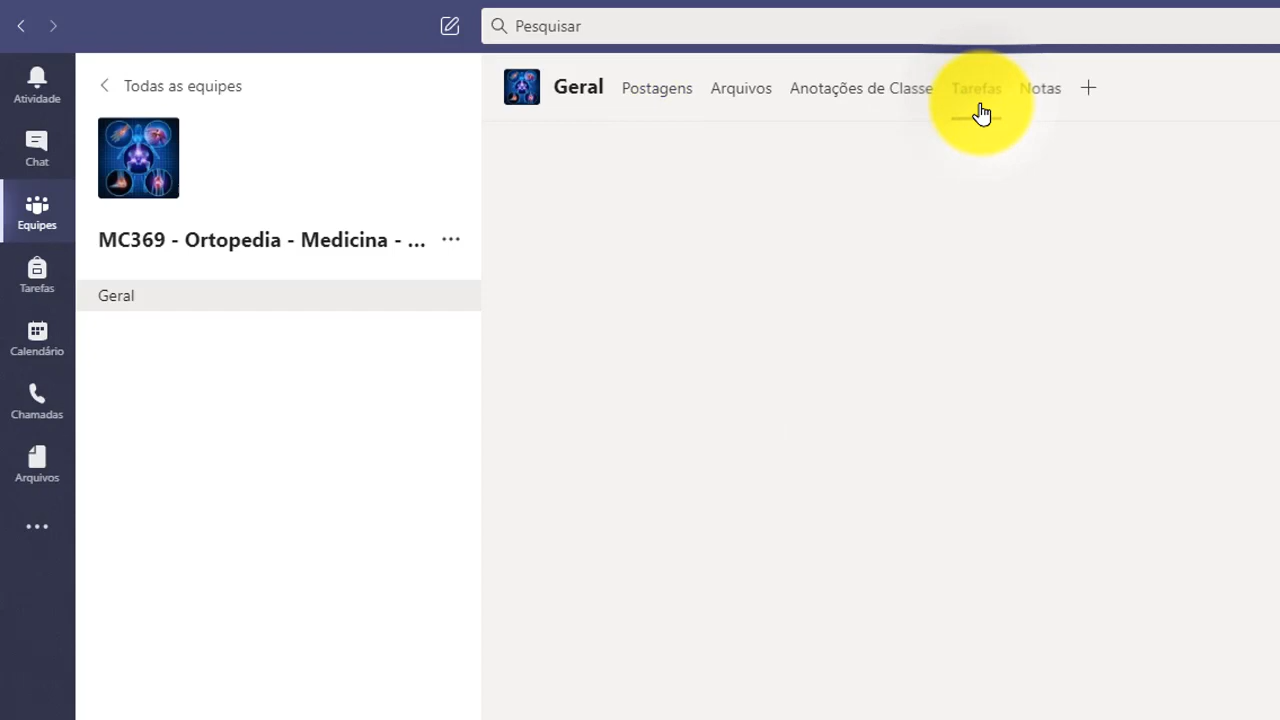 Pesquisar
Atividade
Chat
Equipes
Tarefas
Calendário
Chamadas
Arquivos
Todas as equipes
MC369 - Ortopedia - Medicina - ...
Geral
Geral Postagens Arquivos Anotações de Classe Tarefas Notas